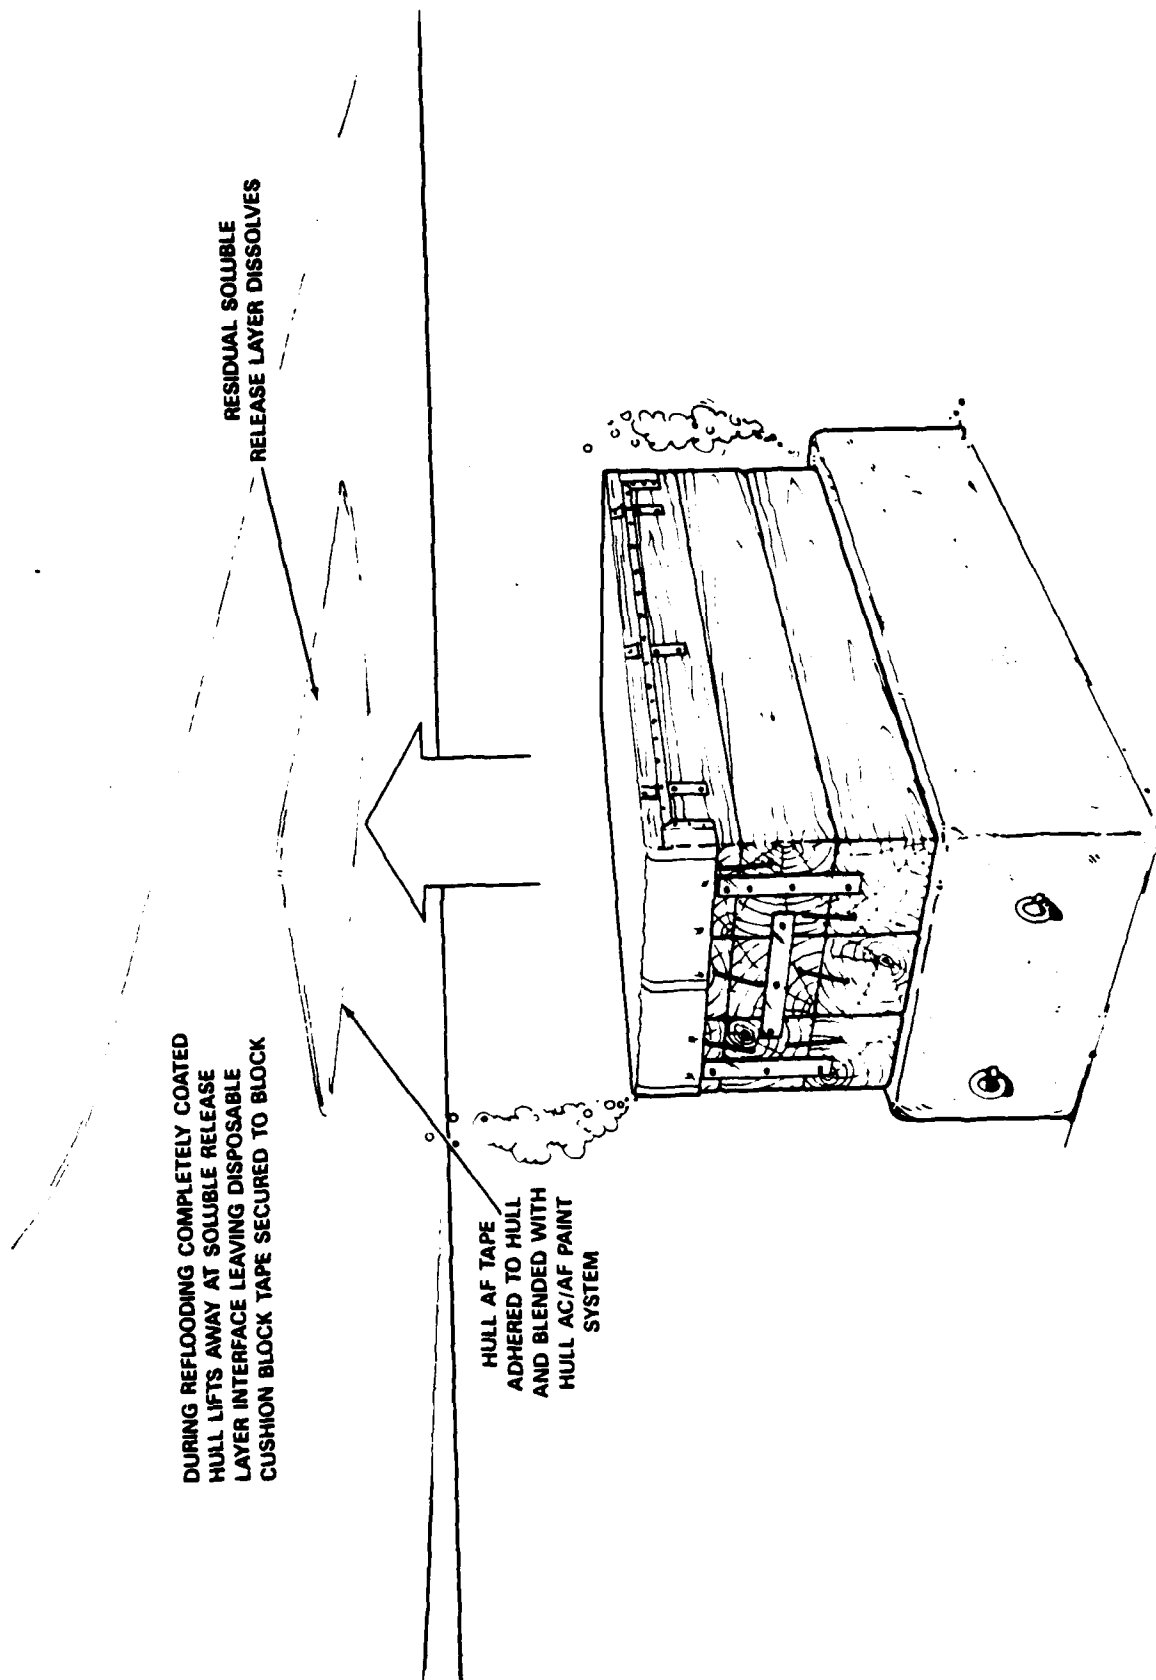 DURING REFLOODING COMPLETELY COATED
HULL LIFTS AWAY AT SOLUBLE RELEASE
LAYER INTERFACE LEAVING DISPOSABLE
CUSHION BLOCK TAPE SECURED TO BLOCK
RESIDUAL SOLUBLE
RELEASE LAYER DISSOLVES
HULL AF TAPE
ADHERED TO HULL
AND BLENDED WITH
HULL AC/AF PAINT
SYSTEM